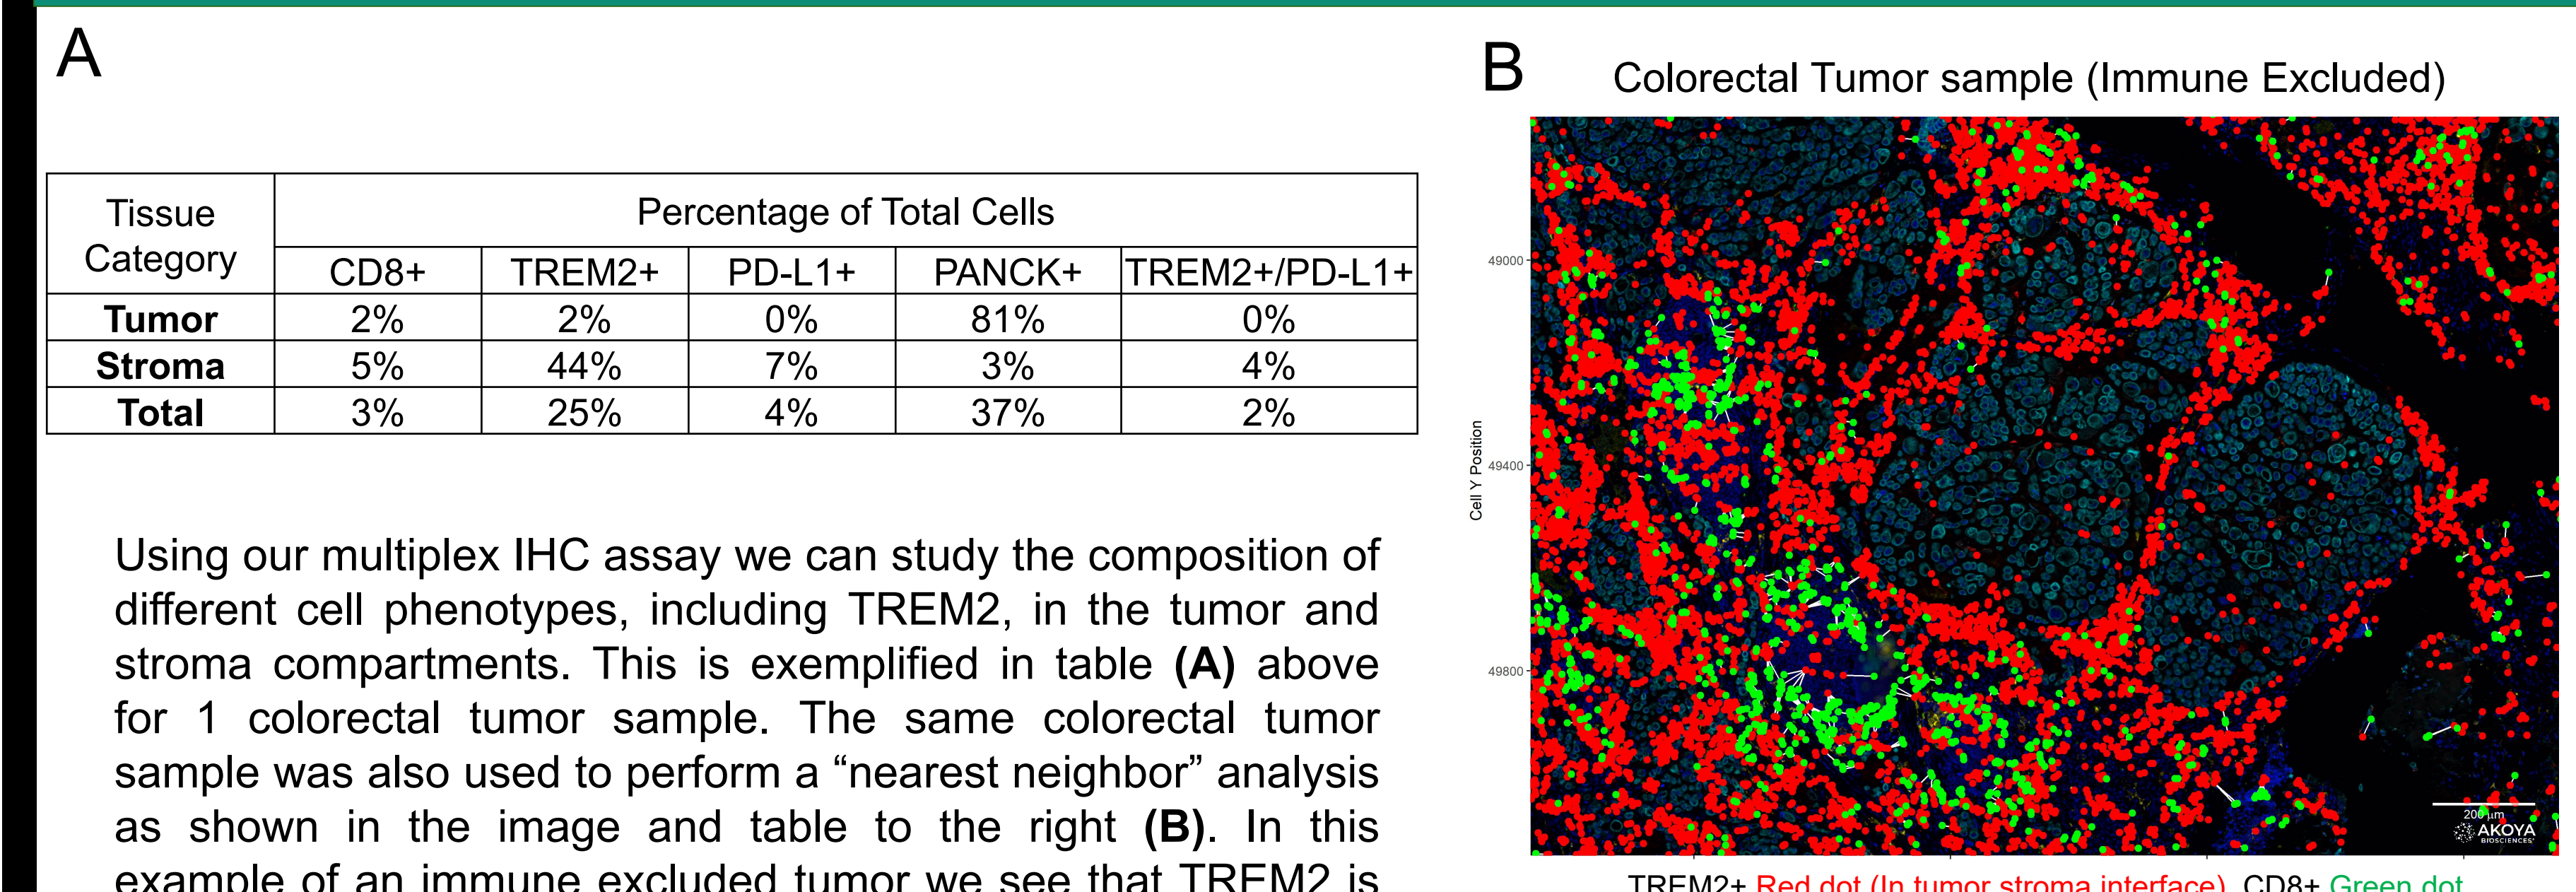 A
Tissue Category
Percentage of Total Cells
CD8+ TREM2+ PD-L1+ PANCK+ TREM2+/PD-L1+
Tumor 2% 2% 0% 81% 0%
Stroma 5% 44% 7% 3% 4%
Total 3% 25% 4% 37% 2%
Using our multiplex IHC assay we can study the composition of
different cell phenotypes, including TREM2, in the tumor and
stroma compartments. This is exemplified in table (A) above
for 1 colorectal tumor sample. The same colorectal tumor
sample was also used to perform a “nearest neighbor” analysis
as shown in the image and table to the right (B). In this
example of an immune excluded tumor we see that TREM2 is
B
Colorectal Tumor sample (Immune Excluded)
Cell Y Position
49000
49400
49800
200 μm
AKOYA
BIOSCIENCES
TREM2+ Red dot (In tumor stroma interface), CD8+ Green dot